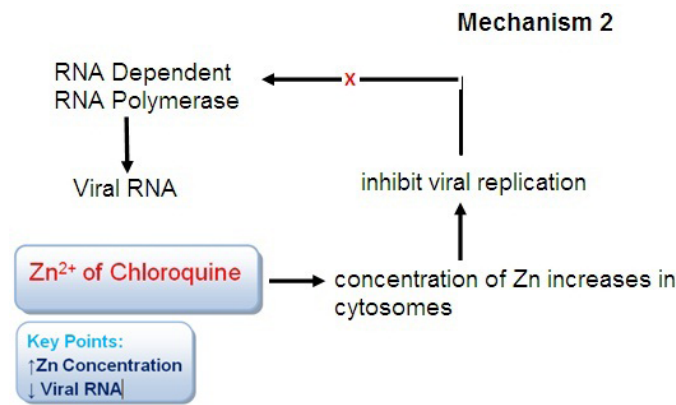 Mechanism 2
RNA Dependent
RNA Polymerase
X
Viral RNA
inhibit viral replication
Zn²⁺ of Chloroquine
concentration of Zn increases in
cytosomes
Key Points:
↑Zn Concentration
↓ Viral RNA